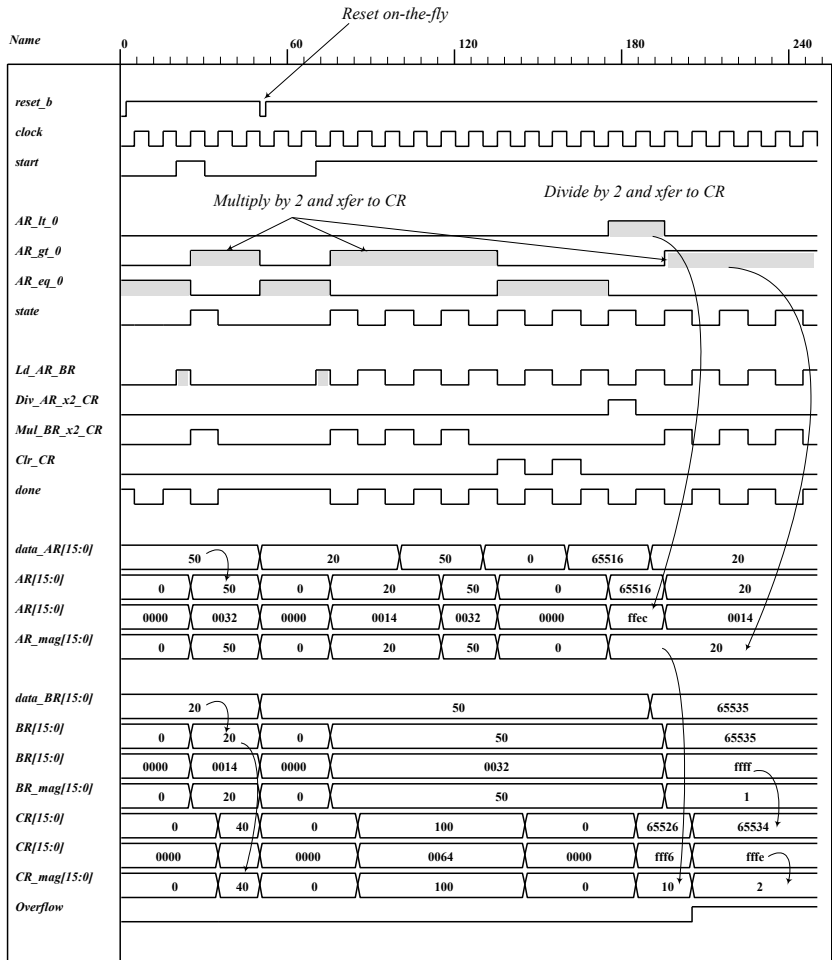 Reset on-the-fly
Name 0 60 120 180 240
reset_b
clock
start
Multiply by 2 and xfer to CR Divide by 2 and xfer to CR
AR_lt_0
AR_gt_0
AR_eq_0
state
Ld_AR_BR
Div_AR_x2_CR
Mul_BR_x2_CR
Clr_CR
done
data_AR[15:0] 50 20 50 0 65516 20
AR[15:0] 0 50 0 20 50 0 65516 20
AR[15:0] 0000 0032 0000 0014 0032 0000 ffec 0014
AR_mag[15:0] 0 50 0 20 50 0 20
data_BR[15:0] 20 50 65535
BR[15:0] 0 20 0 50 65535
BR[15:0] 0000 0014 0000 0032 ffff
BR_mag[15:0] 0 20 0 50 1
CR[15:0] 0 40 0 100 0 65526 65534
CR[15:0] 0000 0000 0064 0000 fff6 fffe
CR_mag[15:0] 0 40 0 100 0 10 2
Overflow